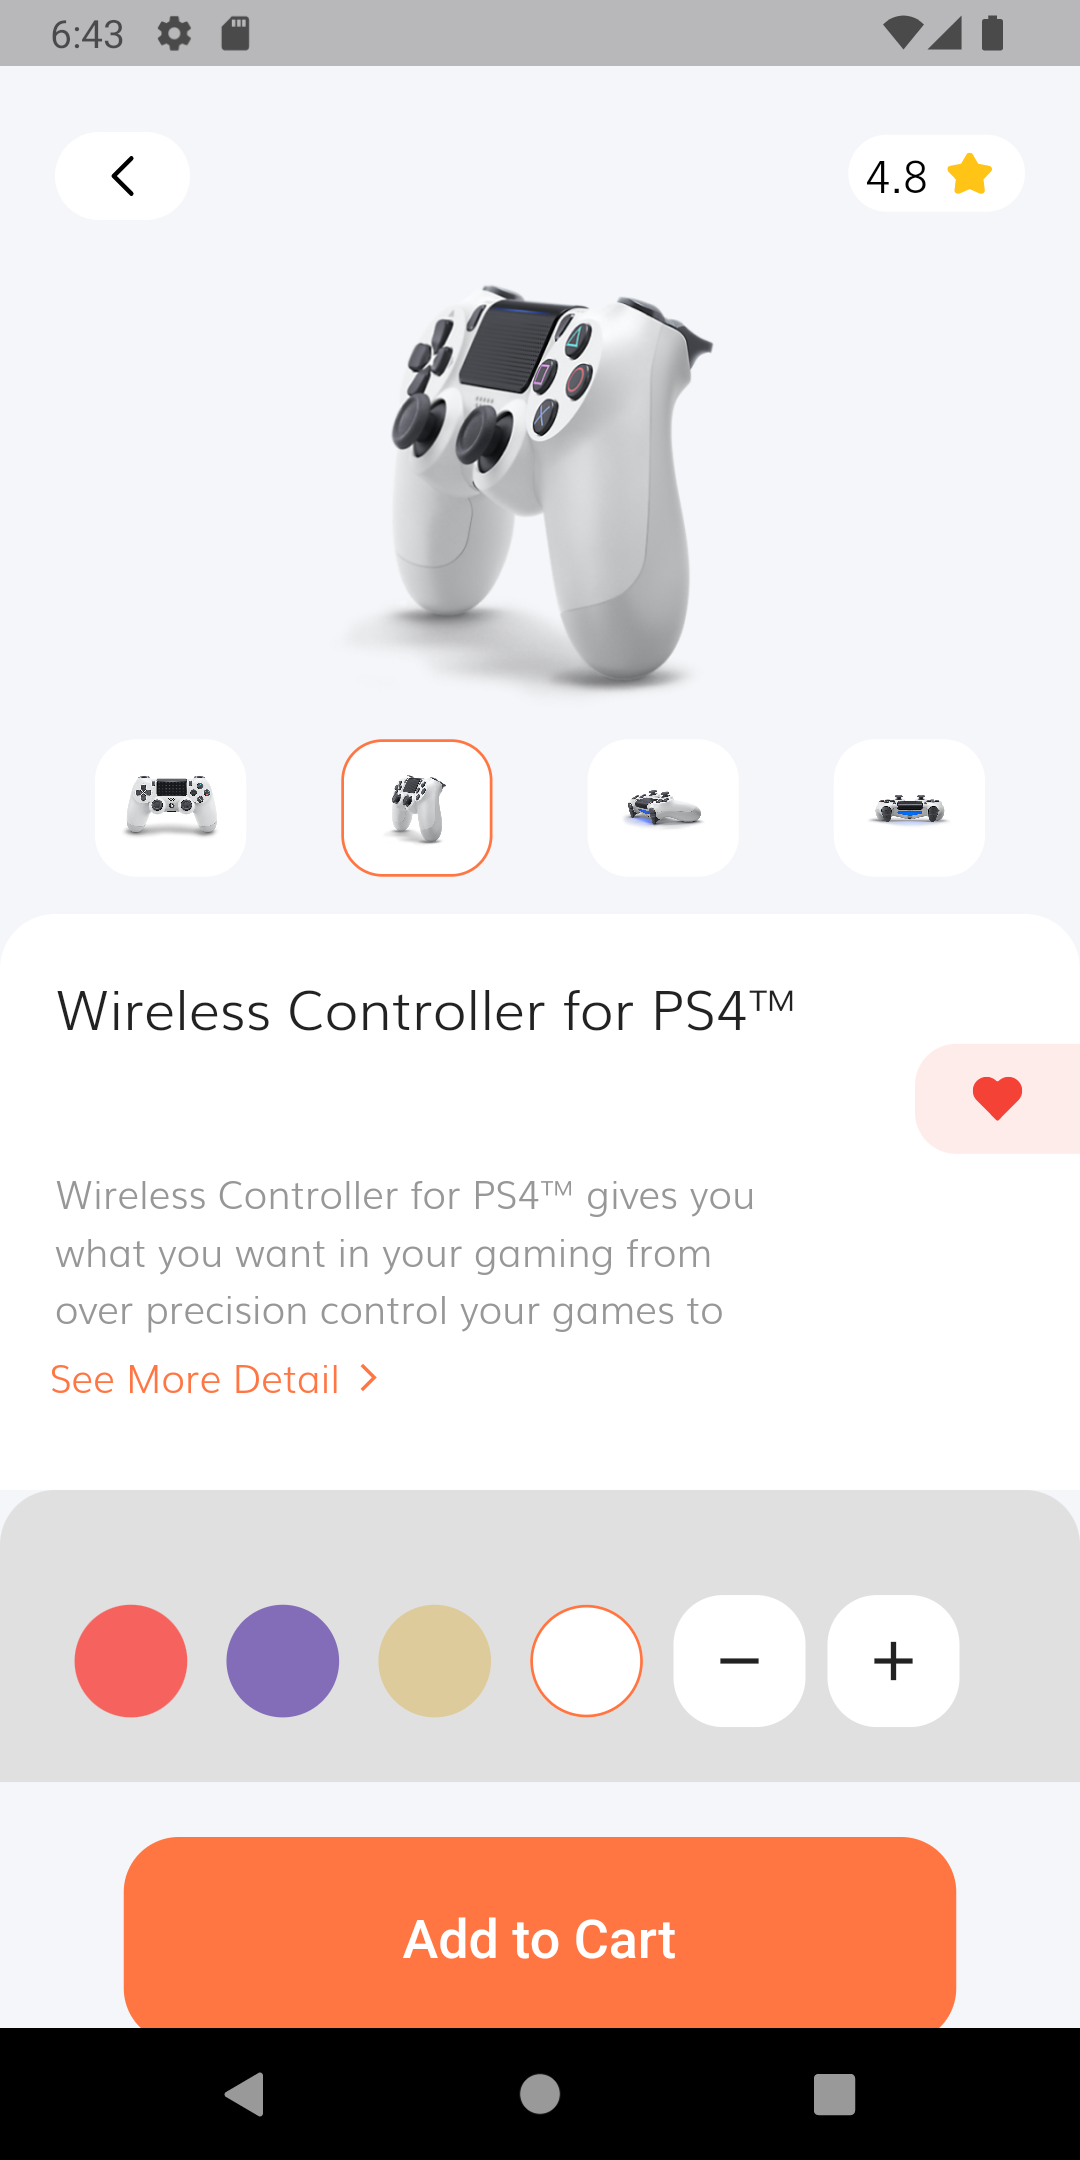 6:43
4.8
Wireless Controller for PS4™
Wireless Controller for PS4™ gives you
what you want in your gaming from
over precision control your games to
See More Detail
Add to Cart